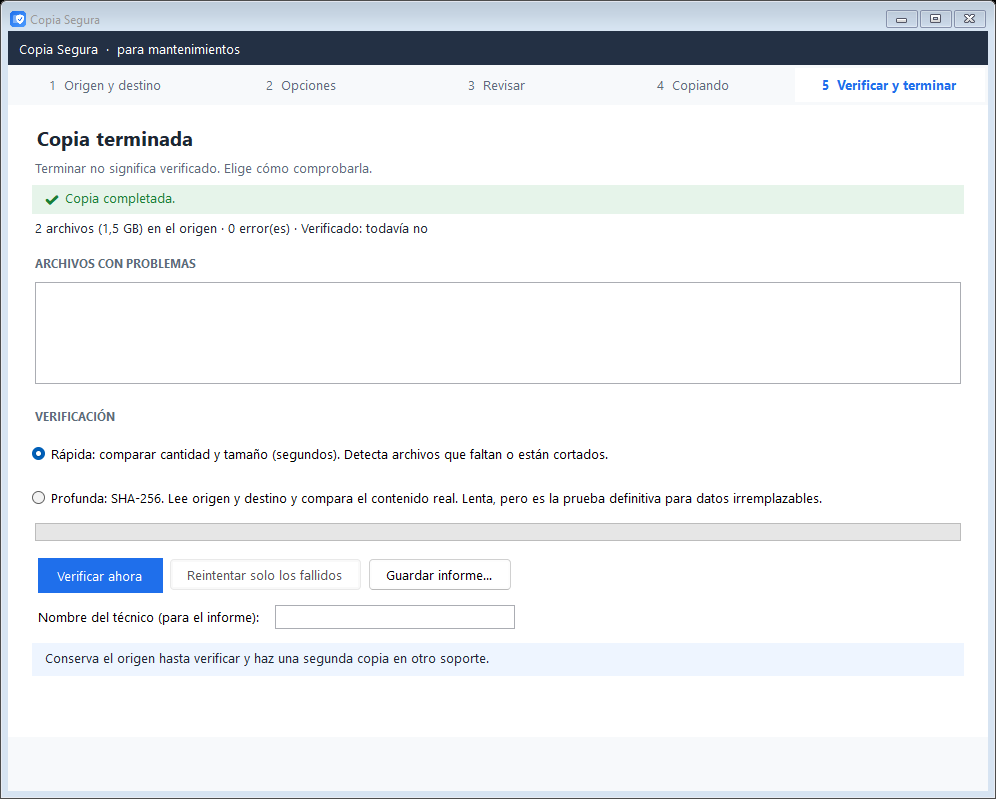 Copia Segura
Copia Segura · para mantenimientos
1 Origen y destino
2 Opciones
3 Revisar
4 Copiando
5 Verificar y terminar
Copia terminada
Terminar no significa verificado. Elige cómo comprobarla.
Copia completada.
2 archivos (1,5 GB) en el origen · 0 error(es) · Verificado: todavía no
ARCHIVOS CON PROBLEMAS
VERIFICACIÓN
Rápida: comparar cantidad y tamaño (segundos). Detecta archivos que faltan o están cortados.
Profunda: SHA-256. Lee origen y destino y compara el contenido real. Lenta, pero es la prueba definitiva para datos irremplazables.
Verificar ahora
Reintentar solo los fallidos
Guardar informe...
Nombre del técnico (para el informe):
Conserva el origen hasta verificar y haz una segunda copia en otro soporte.